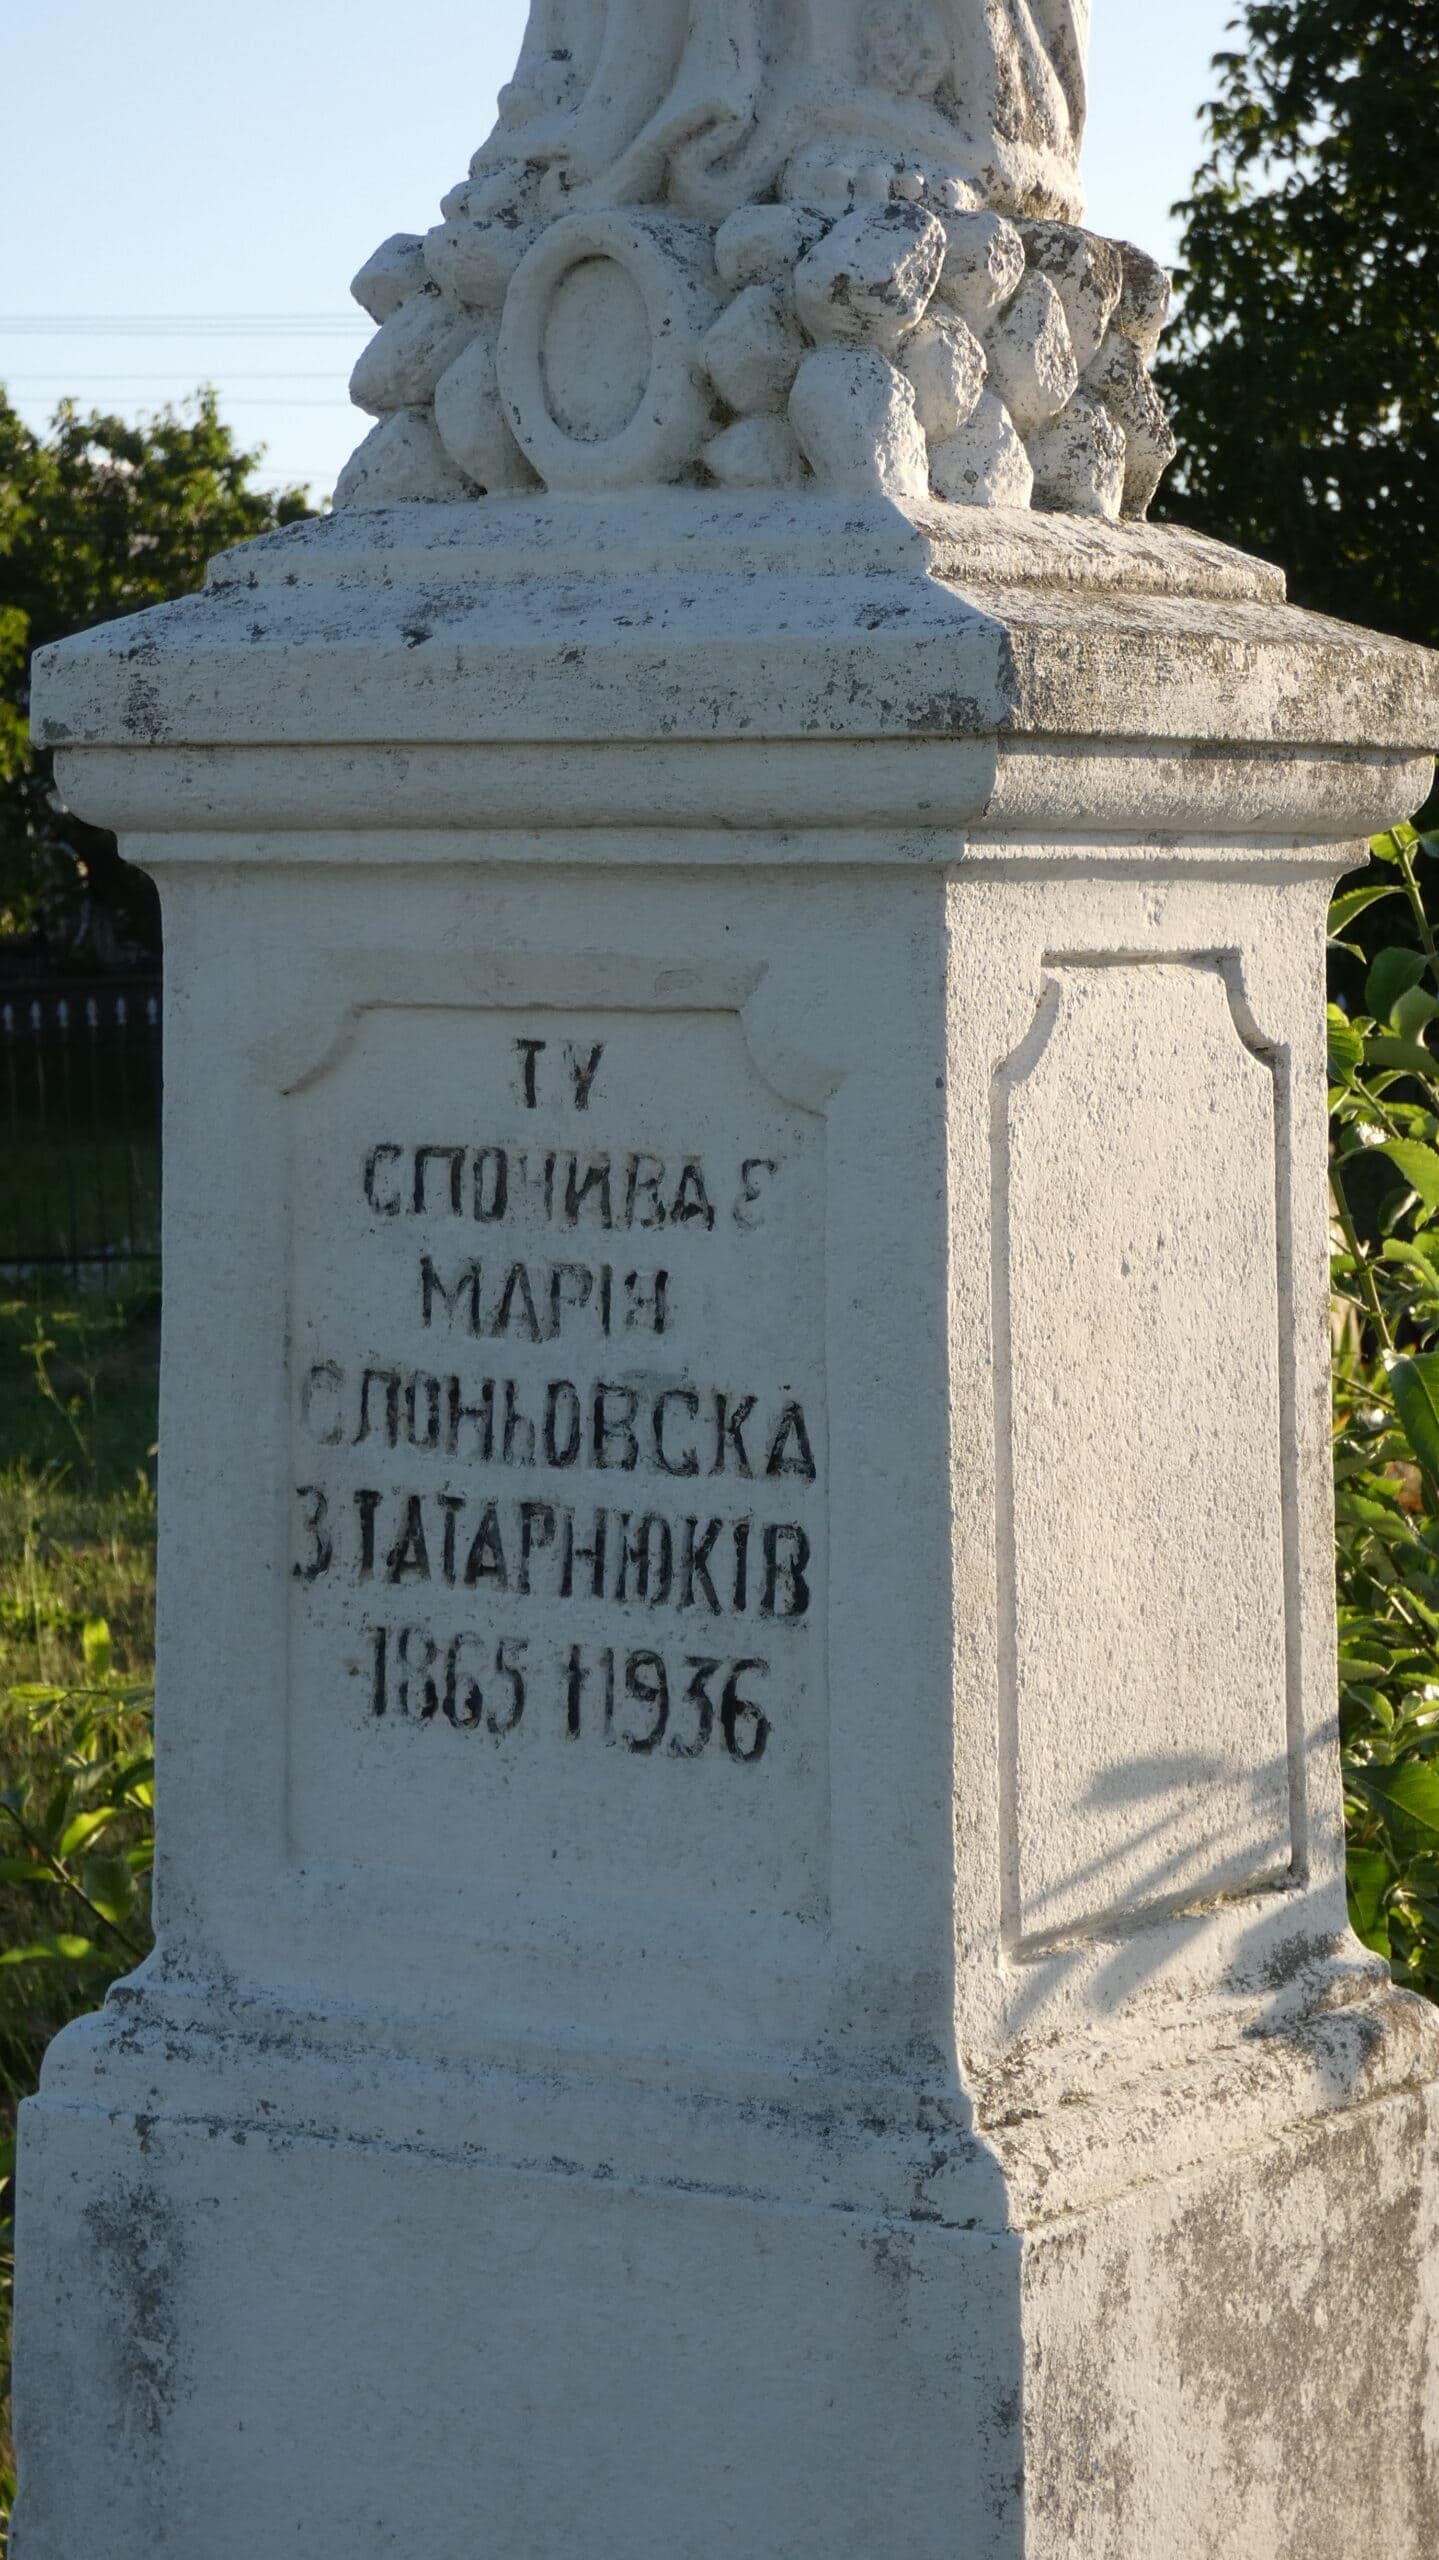 ТУ
СПОЧИВАЄ
МАРІЯ
СЛОНЬОВСКА
З ТАТАРНЮКІВ
1865 †1936